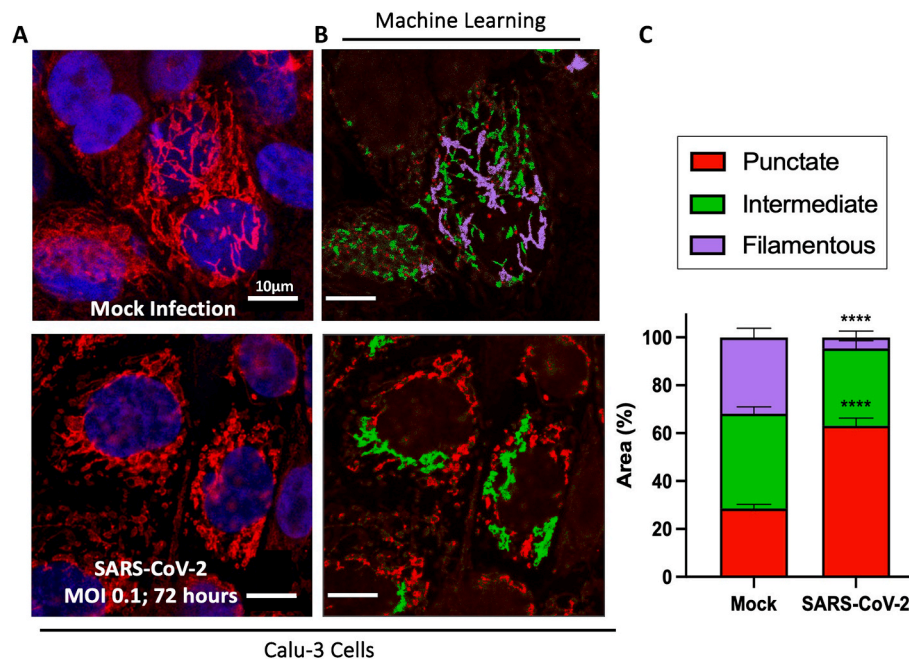 A
B
Machine Learning
C
10µm
Mock Infection
SARS-CoV-2
MOI 0.1; 72 hours
Calu-3 Cells
Punctate
Intermediate
Filamentous
Area (%)
100
80
60
40
20
0
****
****
Mock
SARS-CoV-2